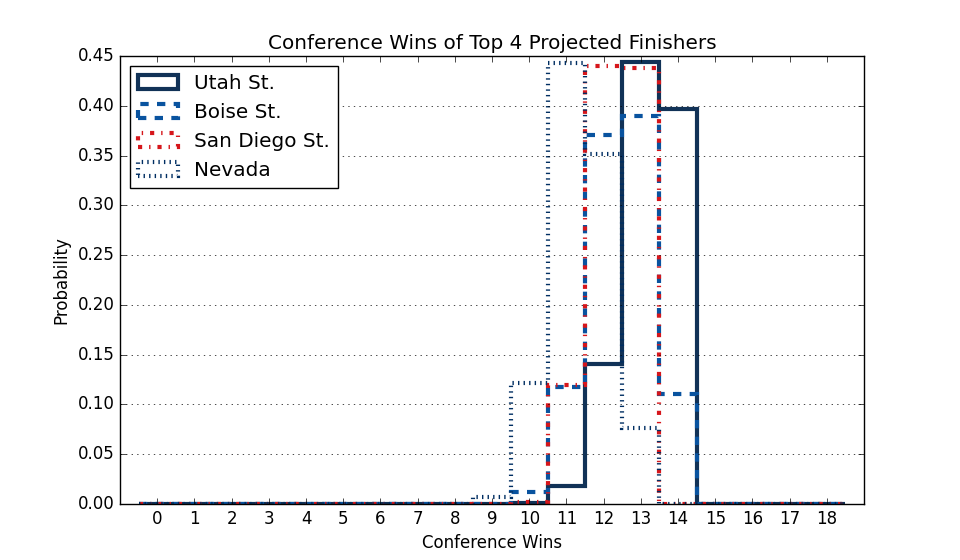 Conference Wins of Top 4 Projected Finishers
Utah St.
Boise St.
San Diego St.
Nevada
0.45
0.40
0.35
0.30
0.25
0.20
0.15
0.10
0.05
0.00
Probability
0 1 2 3 4 5 6 7 8 9 10 11 12 13 14 15 16 17 18
Conference Wins